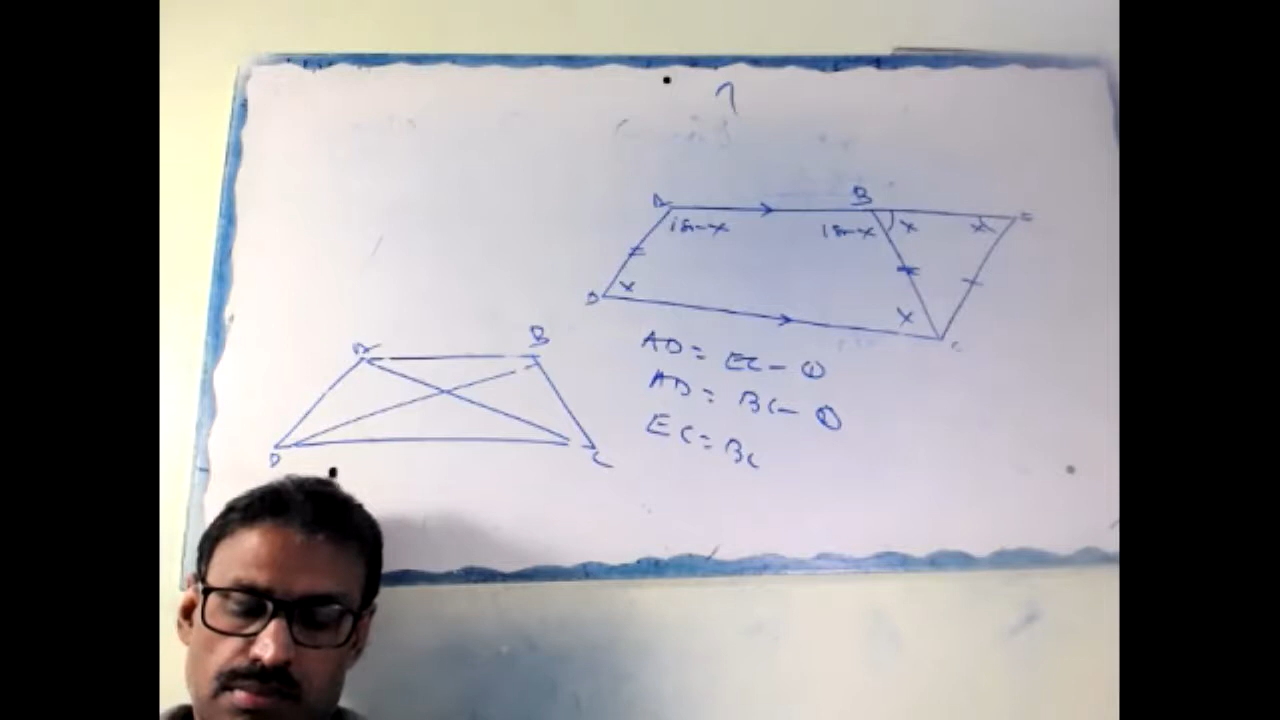 A B E
180-x 180-x x x
D x x C
AD = EC - ①
AD = BC - ②
EC = BC
A B
D C